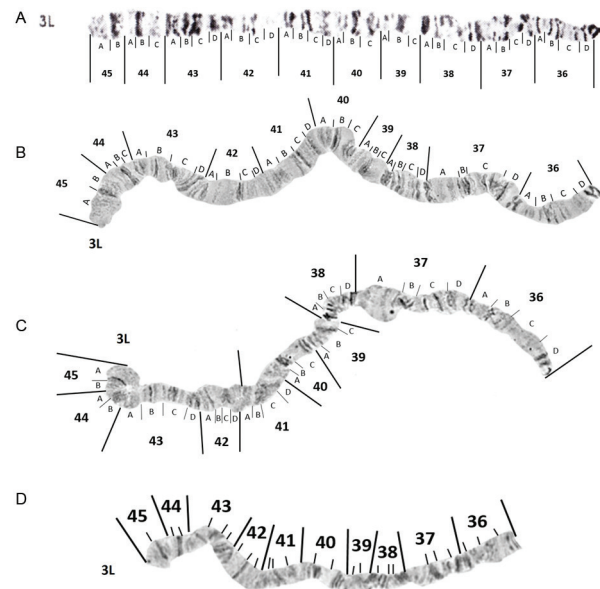 A 3L
A B A B C A B C D A B C D A B C D A B C A B C A B C D A B C D A B C D
45 44 43 42 41 40 39 38 37 36
B
45 44 43 42 41 40 39 38 37 36
A B A B C A B C D A B C D A B C D A B C A B C A B C D A B C D A B C D
3L
C
3L
38 37 36
A B C D A B C D A B C D
45 A B
44 A B
A B C D A B C D A B C D A B C A B C
43 42 41 40 39
D
45 44 43 42 41 40 39 38 37 36
3L